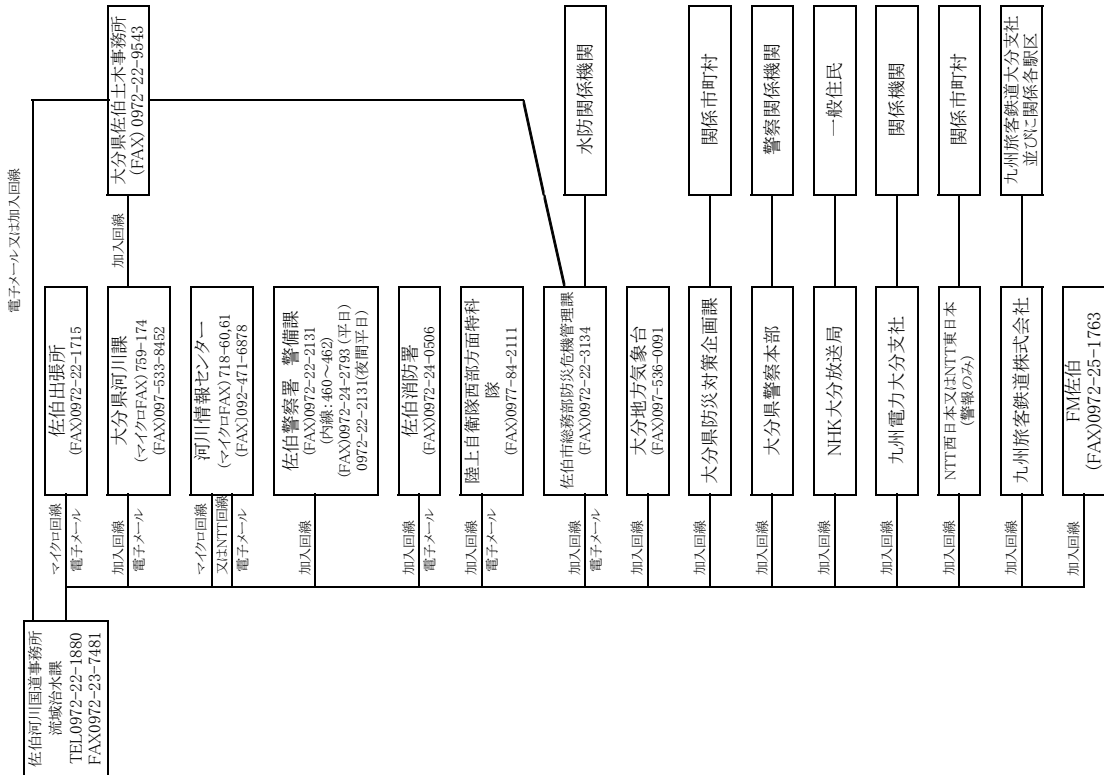 佐伯河川国道事務所
流域治水課
TEL0972-22-1880
FAX0972-23-7481
電子メール又は加入回線
マイクロ回線
電子メール
佐伯出張所
(FAX)0972-22-1715
加入回線
電子メール
大分県河川課
(マイクロFAX)759-174
(FAX)097-533-8452
加入回線
大分県佐伯土木事務所
(FAX) 0972-22-9543
マイクロ回線
又はNTT回線
電子メール
河川情報センター
(マイクロFAX)718-60,61
(FAX)092-471-6878
加入回線
佐伯警察署 警備課
(FAX)0972-22-2131
(内線:460~462)
(FAX)0972-24-2793 (平日)
0972-22-2131(夜間平日)
加入回線
電子メール
佐伯消防署
(FAX)0972-24-0506
加入回線
電子メール
陸上自衛隊西部方面特科
隊
(FAX)0977-84-2111
加入回線
電子メール
佐伯市総務部防災危機管理課
(FAX)0972-22-3134
水防関係機関
加入回線
大分地方気象台
(FAX)097-536-0091
加入回線
大分県防災対策企画課
関係市町村
加入回線
大分県警察本部
警察関係機関
加入回線
NHK大分放送局
一般住民
加入回線
九州電力大分支社
関係機関
加入回線
NTT西日本又はNTT東日本
(警報のみ)
関係市町村
加入回線
九州旅客鉄道株式会社
九州旅客鉄道大分支社
並びに関係各駅区
加入回線
FM佐伯
(FAX)0972-25-1763